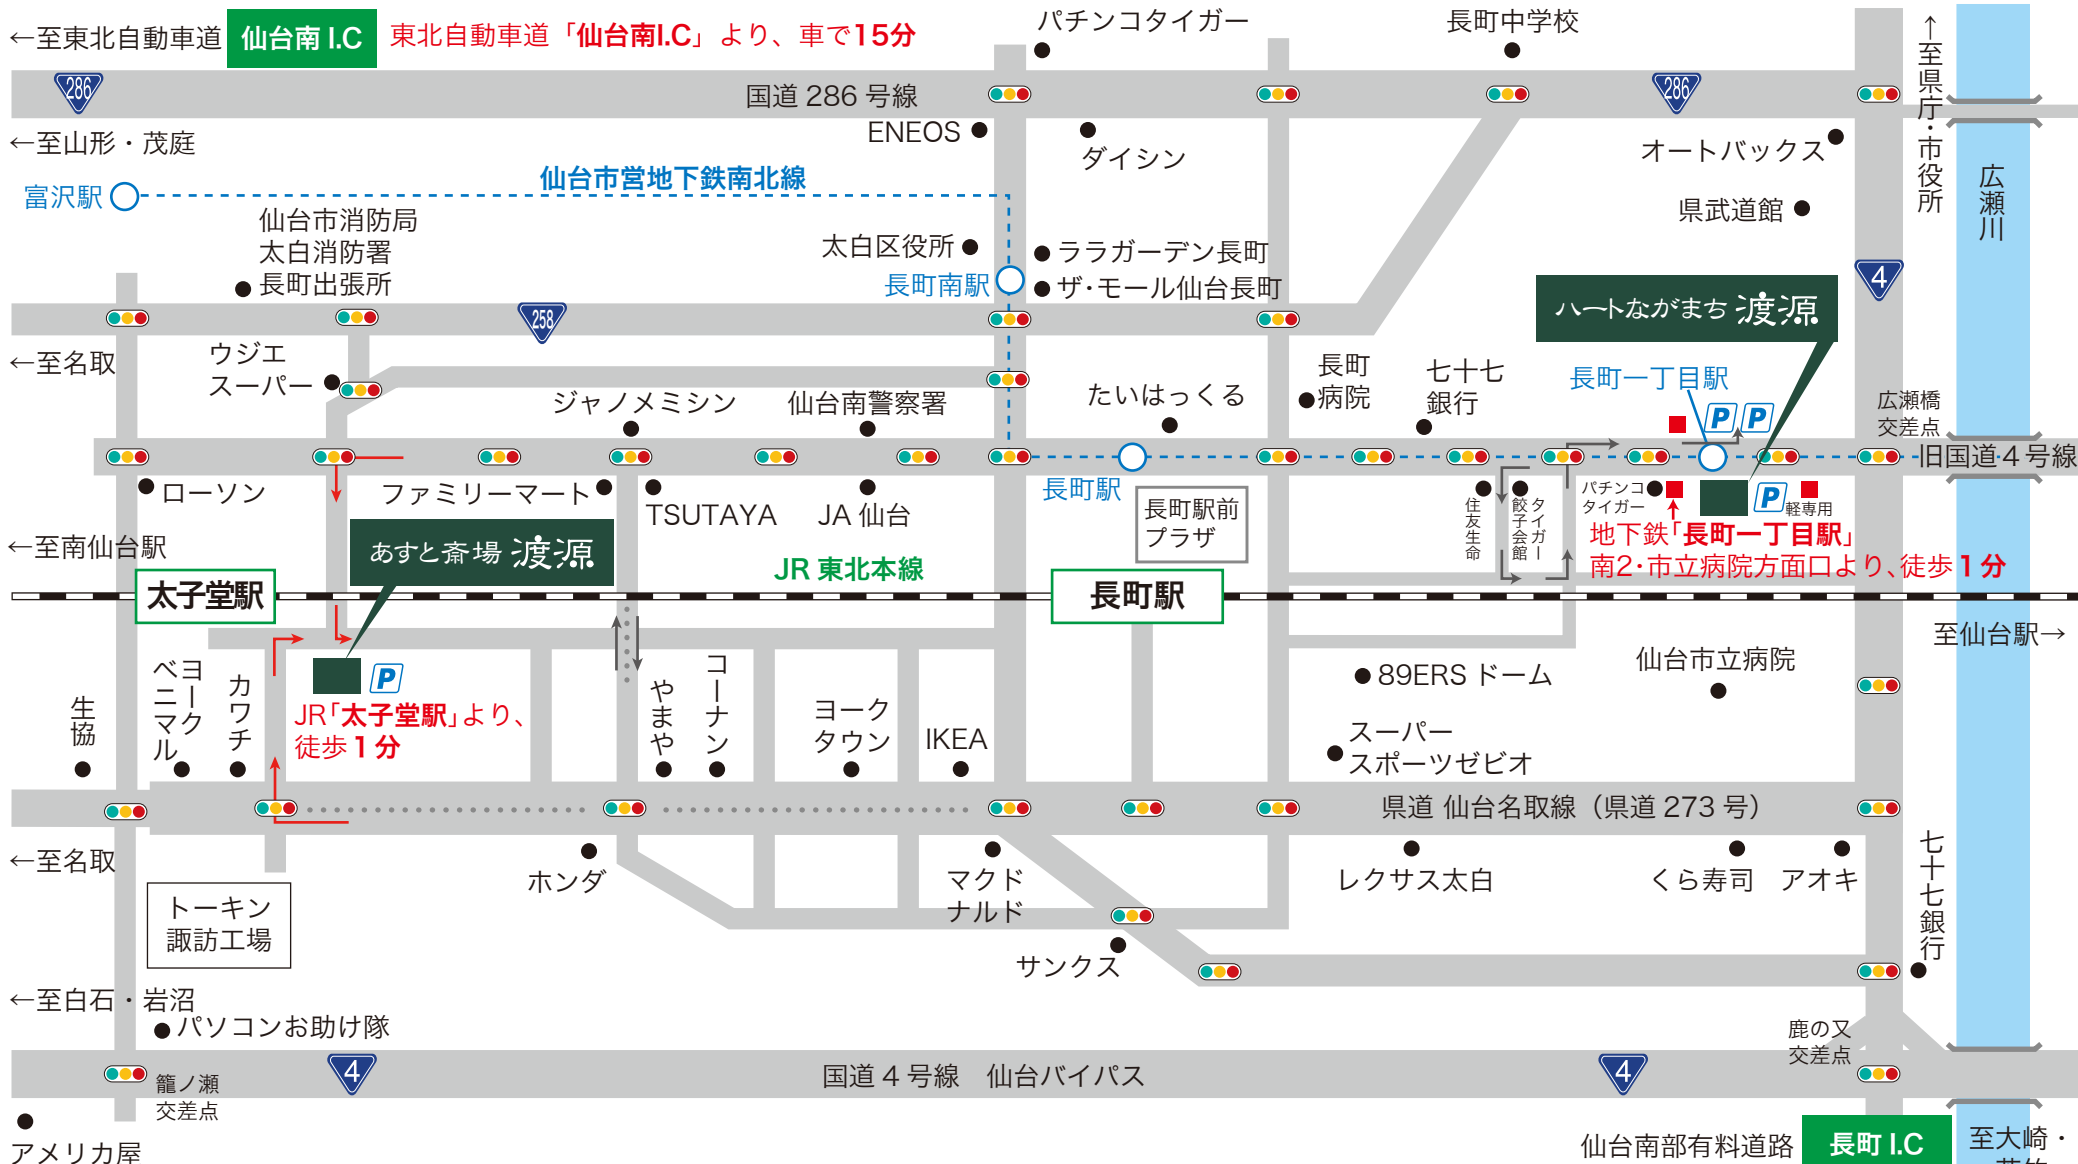 ←至東北自動車道
仙台南 I.C
東北自動車道「仙台南I.C」より、車で15分
パチンコタイガー
長町中学校
←至県庁・市役所
286
国道 286 号線
286
ENEOS
ダイシン
オートバックス
←至山形・茂庭
広瀬川
富沢駅
仙台市営地下鉄南北線
県武道館
仙台市消防局
太白消防署
長町出張所
太白区役所
ララガーデン長町
長町南駅
ザ・モール仙台長町
4
ハートながまち 渡源
258
←至名取
ウジエ
スーパー
長町
病院
七十七
銀行
長町一丁目駅
ジャノメミシン
仙台南警察署
たいはっくる
P
P
広瀬橋
交差点
旧国道４号線
ローソン
ファミリーマート
TSUTAYA
JA 仙台
長町駅
長町駅前
プラザ
住友生命
タイガー
餃子会館
パチンコ
タイガー
P
軽専用
地下鉄「長町一丁目駅」
南2・市立病院方面口より、徒歩 1 分
←至南仙台駅
あすと斎場 渡源
JR 東北本線
太子堂駅
長町駅
至仙台駅→
生協
ヨーク
ベニマル
カワチ
P
JR「太子堂駅」より、
徒歩 1 分
やまや
コーナン
ヨーク
タウン
IKEA
89ERS ドーム
仙台市立病院
スーパー
スポーツゼビオ
県道 仙台名取線（県道 273 号）
←至名取
ホンダ
マクド
ナルド
レクサス太白
くら寿司
アオキ
七十七銀行
トーキン
諏訪工場
サンクス
←至白石・岩沼
パソコンお助け隊
鹿の又
交差点
籠ノ瀬
交差点
4
国道 4 号線　仙台バイパス
4
アメリカ屋
仙台南部有料道路
長町 I.C
至大崎・